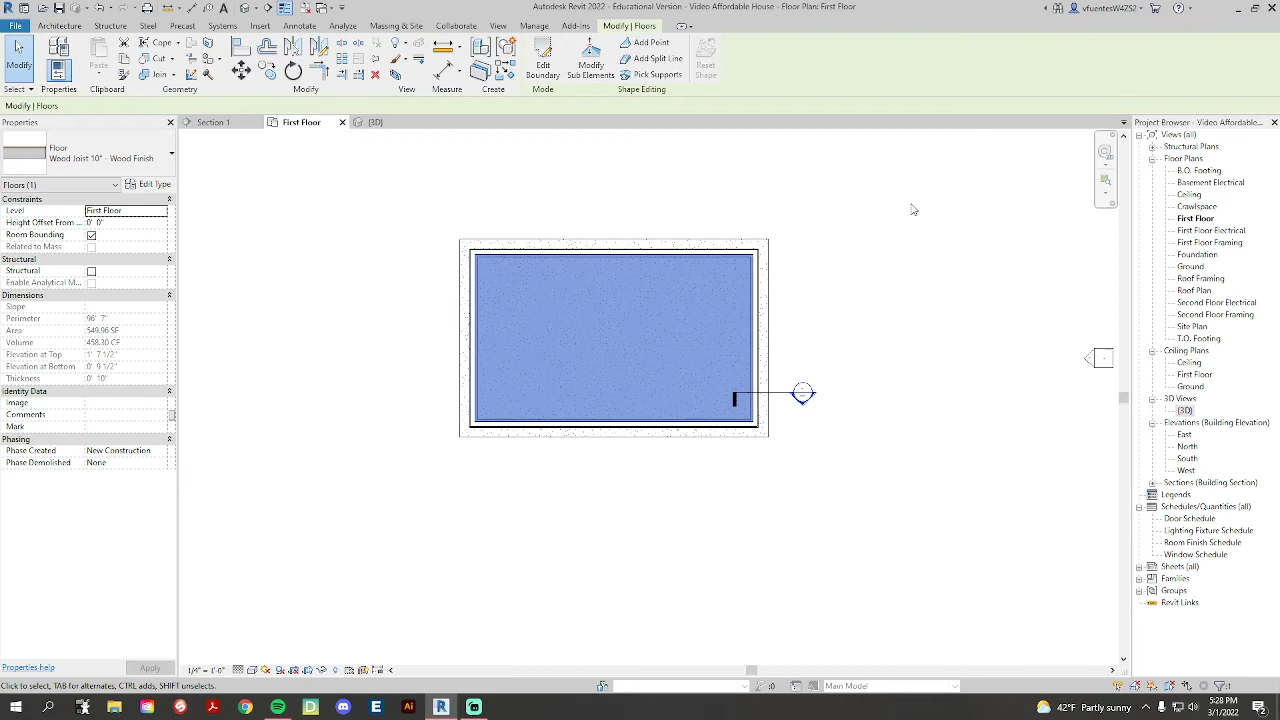 Autodesk Revit 2022 - Educational Version - Video Affordable House - Floor Plan: First Floor
vfuentesW4ZS2
File Architecture Structure Steel Precast Systems Insert Annotate Analyze Massing & Site Collaborate View Manage Add-Ins Modify | Floors
Modify
Paste
Cope
Cut
Join
Edit Boundary
Modify Sub Elements
Add Point
Add Split Line
Pick Supports
Reset Shape
Select Properties Clipboard Geometry Modify View Measure Create Mode Shape Editing
Modify | Floors
Properties
Section 1
First Floor
{3D}
Project Browser - Video Affordable...
Floor
Wood Joist 10" - Wood Finish
Floors (1)
Edit Type
Constraints
Level First Floor
Height Offset From ... 0' 0"
Room Bounding
Related to Mass
Structural
Structural
Enable Analytical M...
Dimensions
Slope
Perimeter 96' 7"
Area 549.96 SF
Volume 458.30 CF
Elevation at Top 1' 7 1/2"
Elevation at Bottom 0' 9 1/2"
Thickness 0' 10"
Identity Data
Image
Comments
Mark
Phasing
Phase Created New Construction
Phase Demolished None
Properties help
Apply
Views (all)
Structural Plans
Floor Plans
B.O. Footing
Basement Electrical
Ceiling
Crawlspace
First Floor
First Floor Electrical
First Floor Framing
Foundation
Ground
Roof Framing
Roof Plan
Second Floor Electrical
Second Floor Framing
Site Plan
T.O. Footing
Ceiling Plans
Ceiling
First Floor
Ground
3D Views
{3D}
Elevations (Building Elevation)
East
North
South
West
Sections (Building Section)
Legends
Schedules/Quantities (all)
Door Schedule
Lighting Fixture Schedule
Room Finish Schedule
Window Schedule
Sheets (all)
Families
Groups
Revit Links
1/4" = 1'-0"
Click to select, TAB for alternates, CTRL adds, SHIFT unselects.
:0
Main Model
:1
42°F Partly sunny
5:08 PM
3/1/2022